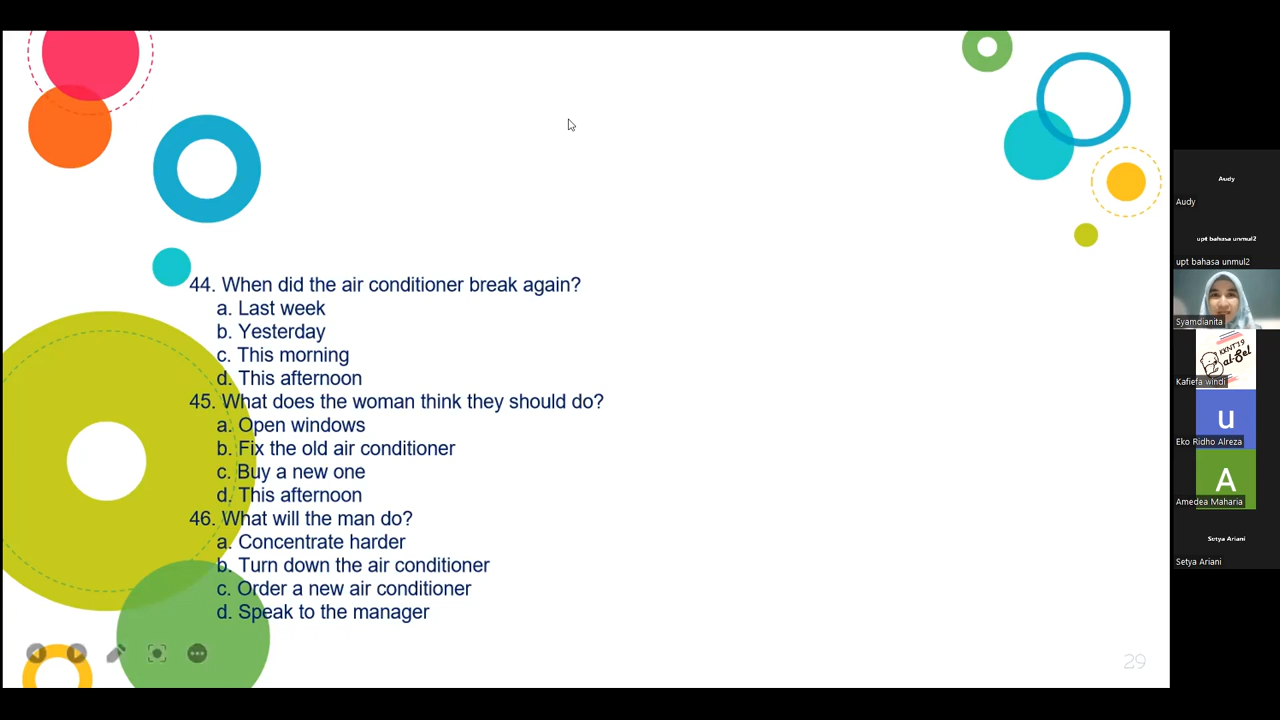 44. When did the air conditioner break again?
a. Last week
b. Yesterday
c. This morning
d. This afternoon
45. What does the woman think they should do?
a. Open windows
b. Fix the old air conditioner
c. Buy a new one
d. This afternoon
46. What will the man do?
a. Concentrate harder
b. Turn down the air conditioner
c. Order a new air conditioner
d. Speak to the manager
29
Audy
Audy
upt bahasa unmul2
upt bahasa unmul2
Syamdianita
KKNT19
al-gel
Kafiefa windi
u
Eko Ridho Alreza
A
Amedea Maharia
Setya Ariani
Setya Ariani